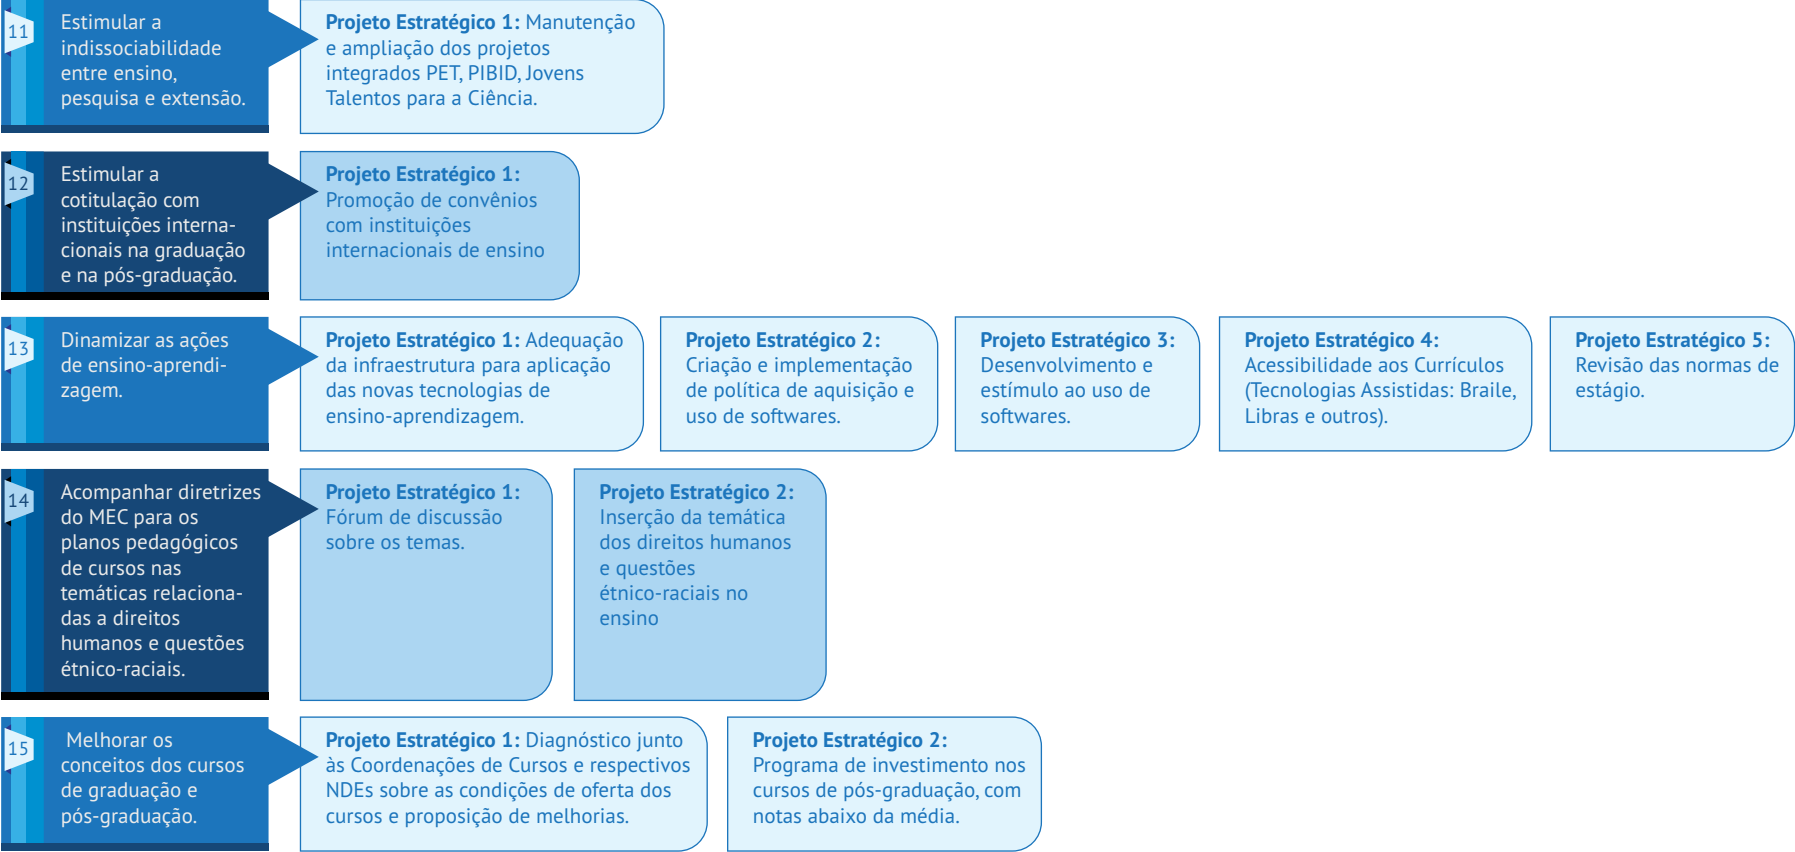 11
Estimular a
indissociabilidade
entre ensino,
pesquisa e extensão.
Projeto Estratégico 1: Manutenção
e ampliação dos projetos
integrados PET, PIBID, Jovens
Talentos para a Ciência.
12
Estimular a
cotitulação com
instituições interna-
cionais na graduação
e na pós-graduação.
Projeto Estratégico 1:
Promoção de convênios
com instituições
internacionais de ensino
13
Dinamizar as ações
de ensino-aprendi-
zagem.
Projeto Estratégico 1: Adequação
da infraestrutura para aplicação
das novas tecnologias de
ensino-aprendizagem.
Projeto Estratégico 2:
Criação e implementação
de política de aquisição e
uso de softwares.
Projeto Estratégico 3:
Desenvolvimento e
estímulo ao uso de
softwares.
Projeto Estratégico 4:
Acessibilidade aos Currículos
(Tecnologias Assistidas: Braile,
Libras e outros).
Projeto Estratégico 5:
Revisão das normas de
estágio.
14
Acompanhar diretrizes
do MEC para os
planos pedagógicos
de cursos nas
temáticas relaciona-
das a direitos
humanos e questões
étnico-raciais.
Projeto Estratégico 1:
Fórum de discussão
sobre os temas.
Projeto Estratégico 2:
Inserção da temática
dos direitos humanos
e questões
étnico-raciais no
ensino
15
Melhorar os
conceitos dos cursos
de graduação e
pós-graduação.
Projeto Estratégico 1: Diagnóstico junto
às Coordenações de Cursos e respectivos
NDEs sobre as condições de oferta dos
cursos e proposição de melhorias.
Projeto Estratégico 2:
Programa de investimento nos
cursos de pós-graduação, com
notas abaixo da média.